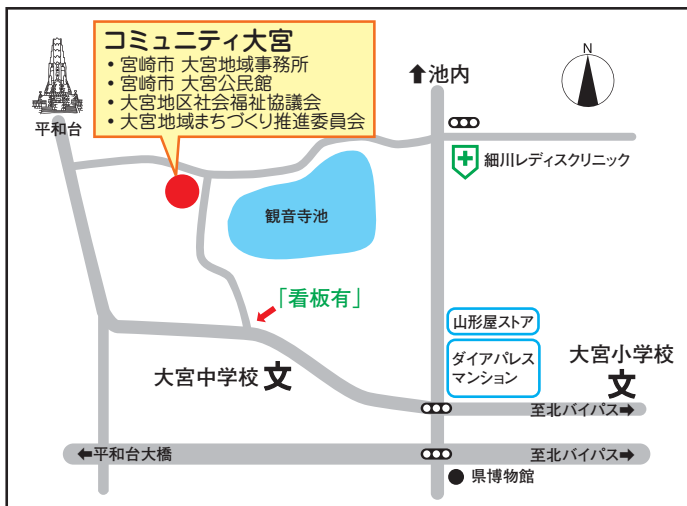 コミュニティ大宮
・宮崎市 大宮地域事務所
・宮崎市 大宮公民館
・大宮地区社会福祉協議会
・大宮地域まちづくり推進委員会
平和台
↑池内
N
細川レディスクリニック
観音寺池
「看板有」
山形屋ストア
ダイアパレス
マンション
大宮小学校
文
大宮中学校 文
至北バイパス→
←平和台大橋
至北バイパス→
県博物館